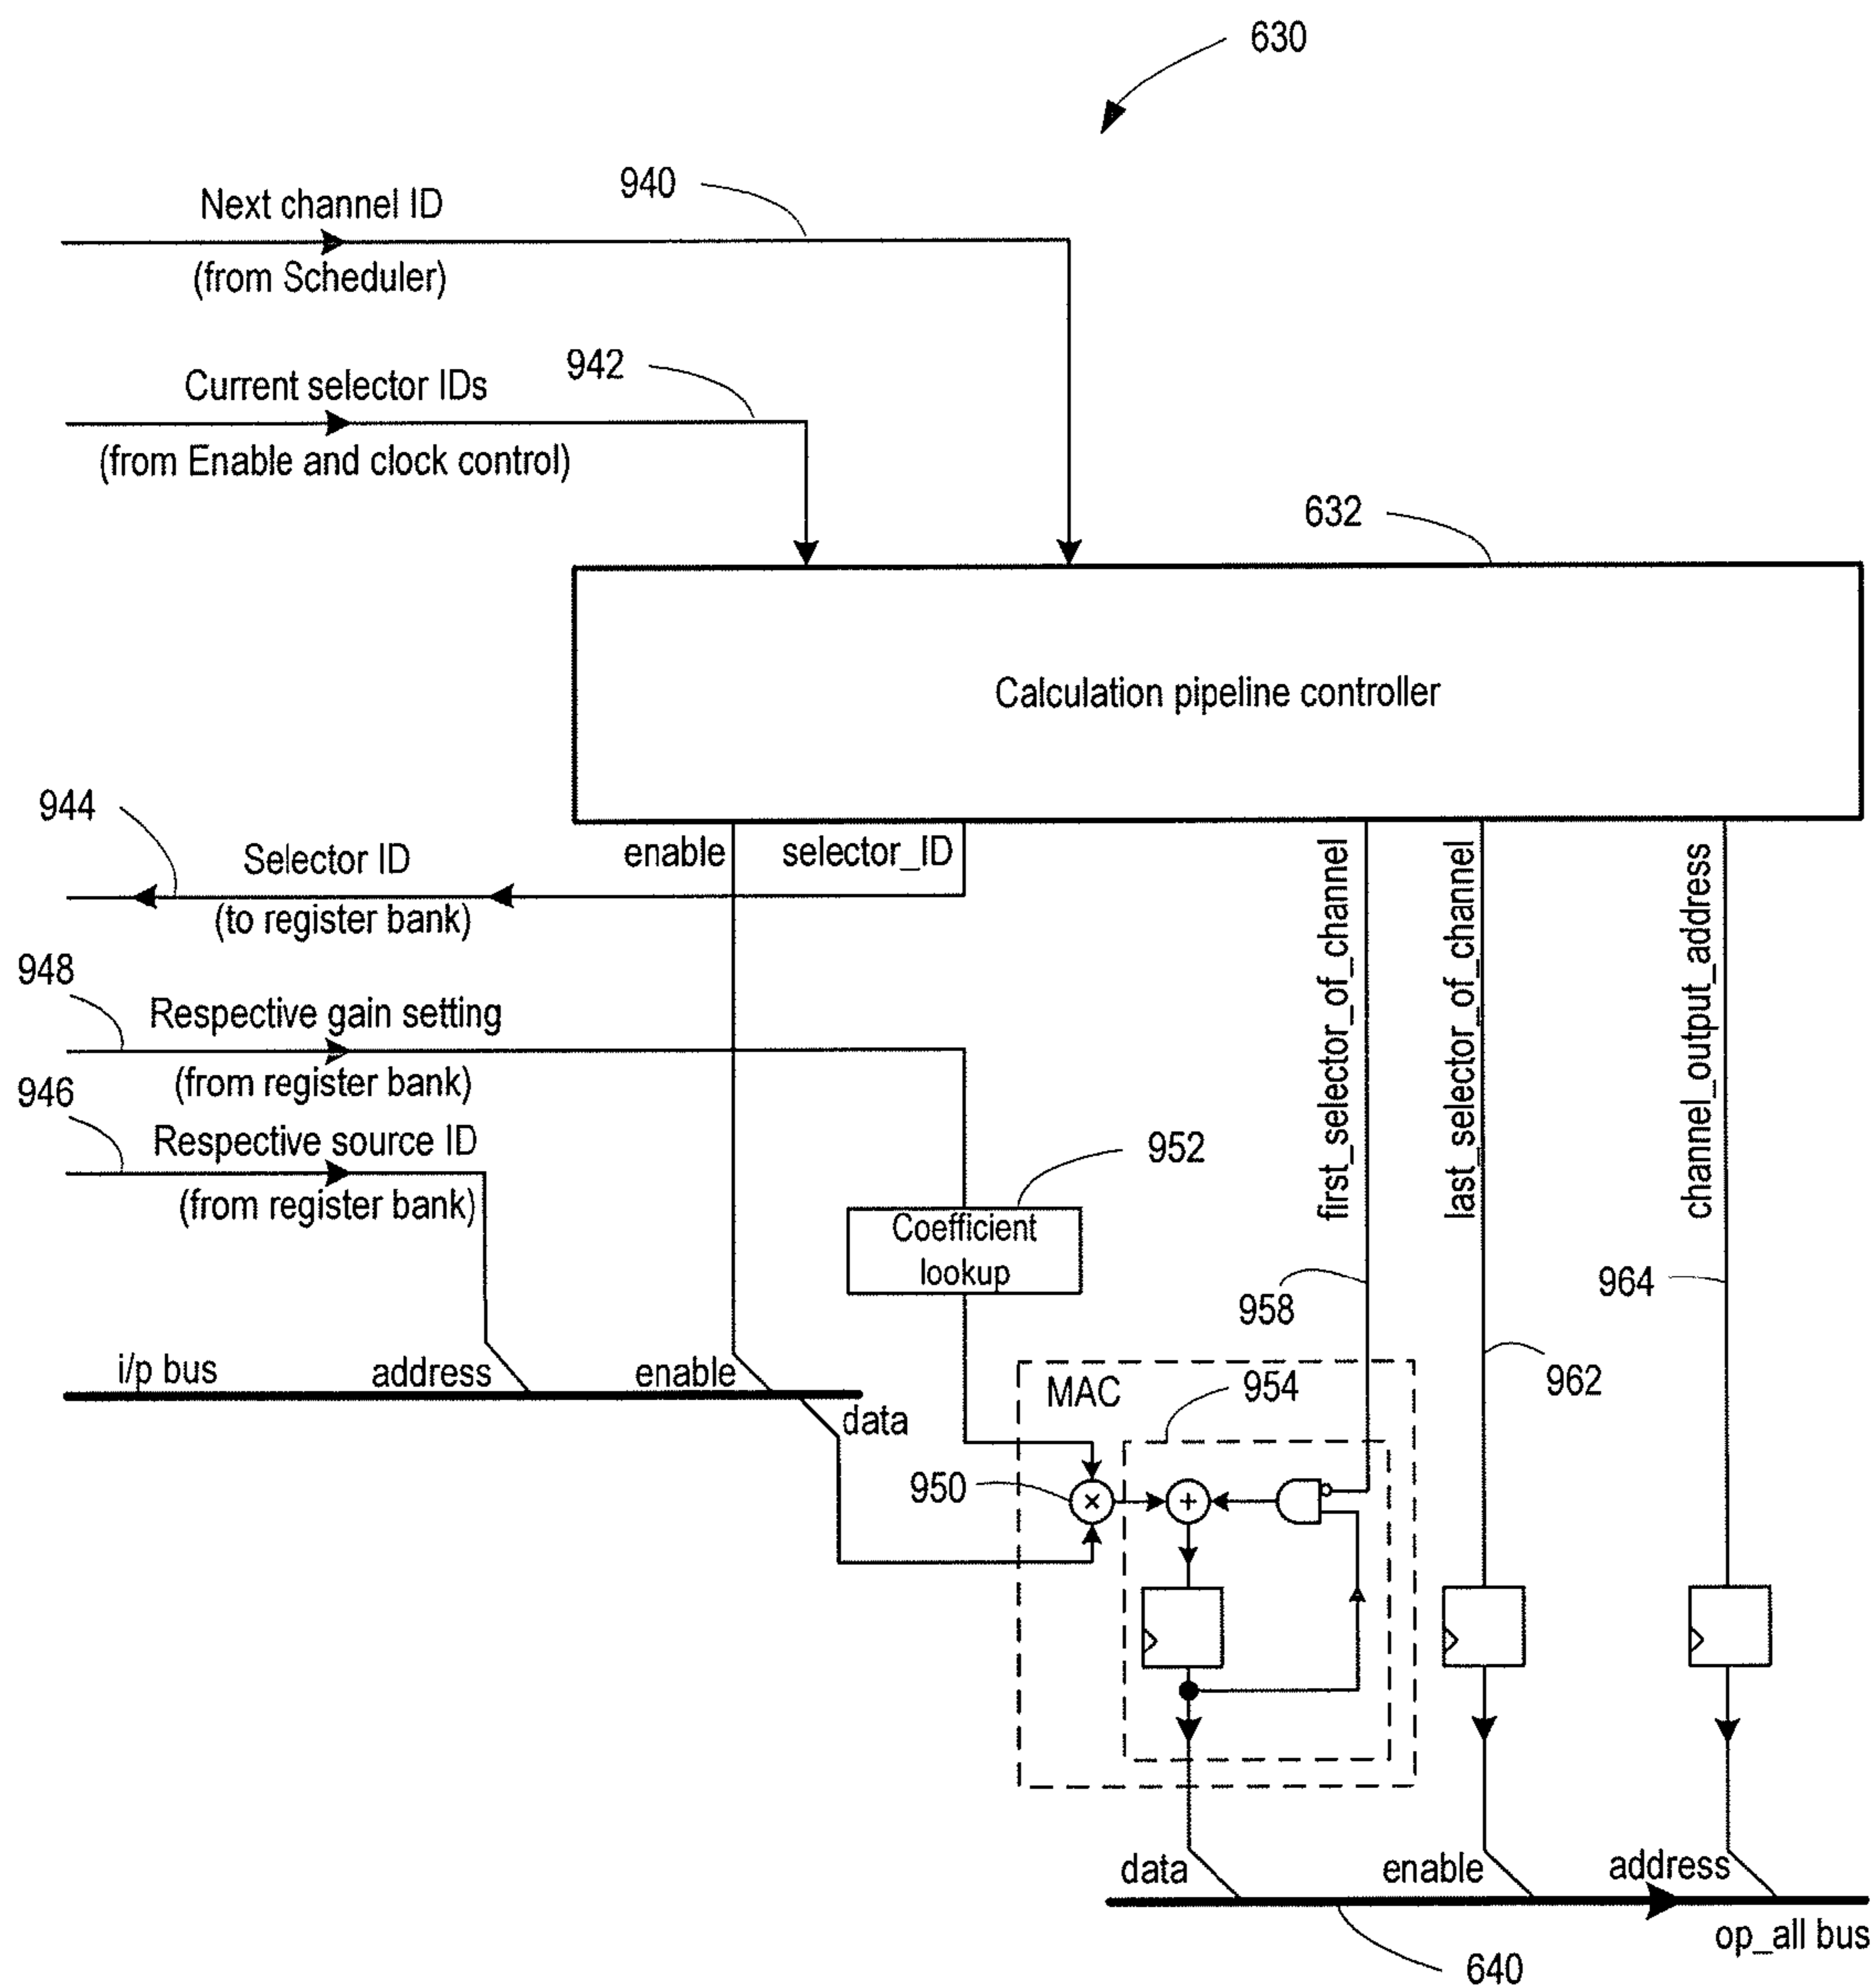 630
940
Next channel ID
(from Scheduler)
942
Current selector IDs
(from Enable and clock control)
632
Calculation pipeline controller
944
Selector ID
(to register bank)
enable
selector_ID
first_selector_of_channel
last_selector_of_channel
channel_output_address
948
Respective gain setting
(from register bank)
946
Respective source ID
(from register bank)
952
Coefficient
lookup
958
964
962
i/p bus
address
enable
data
MAC
954
950
×
+
data
enable
address
op_all bus
640